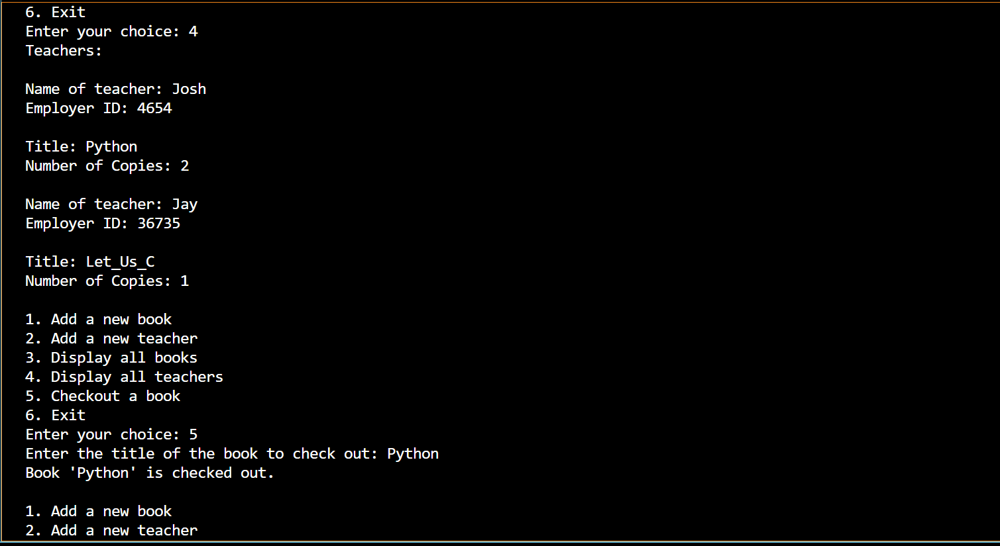 6. Exit
Enter your choice: 4
Teachers:
Name of teacher: Josh
Employer ID: 4654
Title: Python
Number of Copies: 2
Name of teacher: Jay
Employer ID: 36735
Title: Let_Us_C
Number of Copies: 1
1. Add a new book
2. Add a new teacher
3. Display all books
4. Display all teachers
5. Checkout a book
6. Exit
Enter your choice: 5
Enter the title of the book to check out: Python
Book 'Python' is checked out.
1. Add a new book
2. Add a new teacher